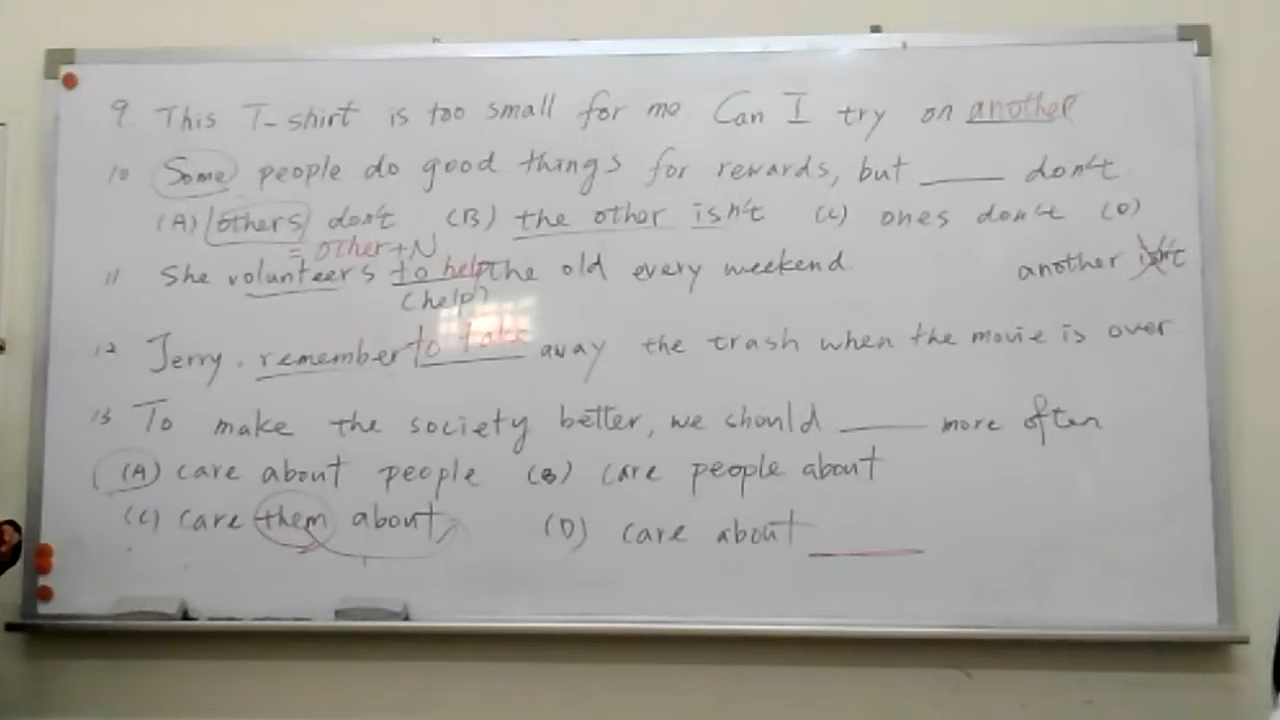 9. This T-shirt is too small for me Can I try on another
10 Some people do good things for rewards, but ____ don't
(A) others don't (B) the other isn't (C) ones don't (D)
= other+N
another isn't
11 She volunteers to help the old every weekend.
(help)
12 Jerry, remember to take away the trash when the movie is over
13 To make the society better, we should ____ more often
(A) care about people (B) care people about
(C) care them about, (D) care about ____